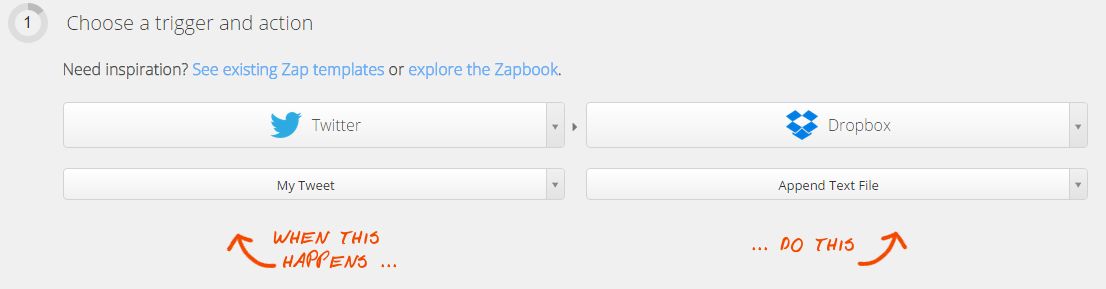 1 Choose a trigger and action
Need inspiration? See existing Zap templates or explore the Zapbook.
Twitter
Dropbox
My Tweet
Append Text File
WHEN THIS
HAPPENS ...
... DO THIS